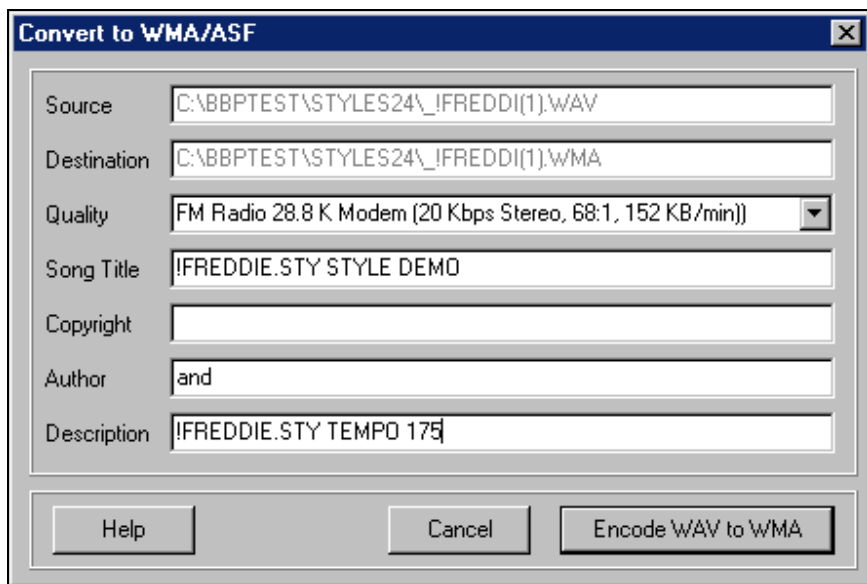 Convert to WMA/ASF
Source C:\BBPTEST\STYLES24\_!FREDDI(1).WAV
Destination C:\BBPTEST\STYLES24\_!FREDDI(1).WMA
Quality FM Radio 28.8 K Modem (20 Kbps Stereo, 68:1, 152 KB/min))
Song Title !FREDDIE.STY STYLE DEMO
Copyright
Author and
Description !FREDDIE.STY TEMPO 175
Help Cancel Encode WAV to WMA